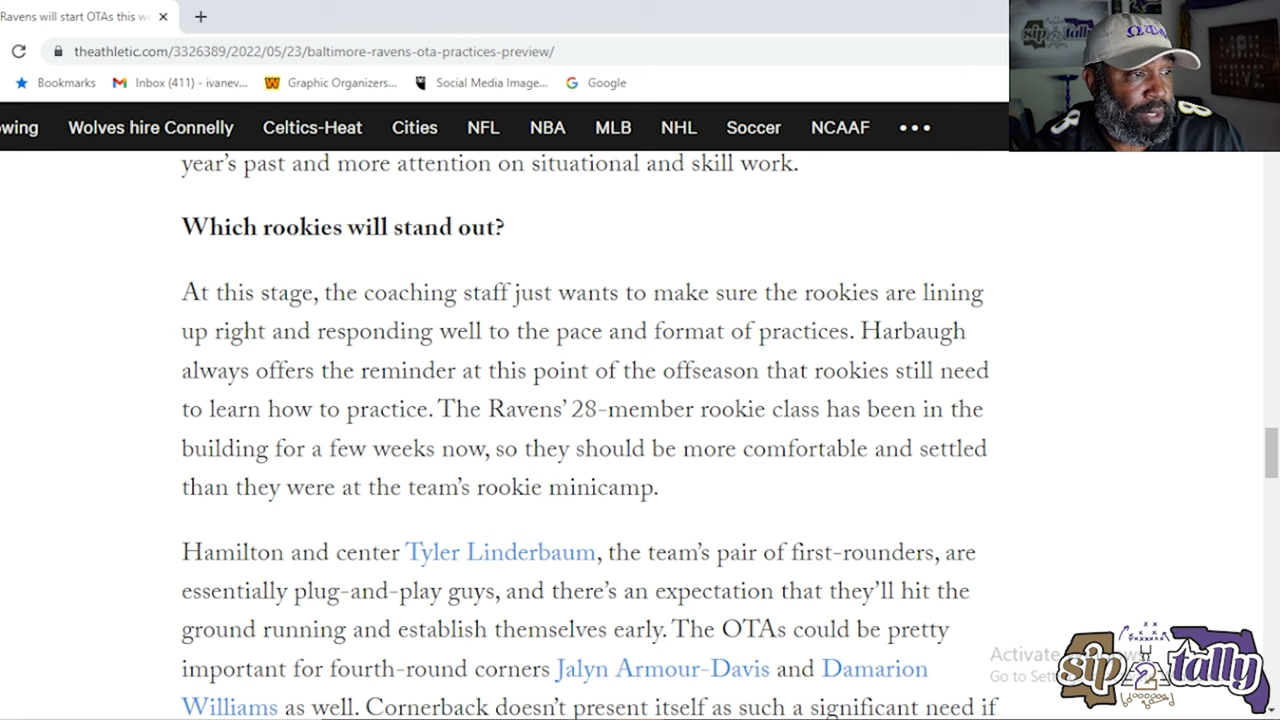 Ravens will start OTAs this w
theathletic.com/3326389/2022/05/23/baltimore-ravens-ota-practices-preview/
Bookmarks Inbox (411) - ivanev... Graphic Organizers... Social Media Image... Google
owing Wolves hire Connelly Celtics-Heat Cities NFL NBA MLB NHL Soccer NCAAF •••
year's past and more attention on situational and skill work.
Which rookies will stand out?
At this stage, the coaching staff just wants to make sure the rookies are lining
up right and responding well to the pace and format of practices. Harbaugh
always offers the reminder at this point of the offseason that rookies still need
to learn how to practice. The Ravens' 28-member rookie class has been in the
building for a few weeks now, so they should be more comfortable and settled
than they were at the team's rookie minicamp.
Hamilton and center Tyler Linderbaum, the team's pair of first-rounders, are
essentially plug-and-play guys, and there's an expectation that they'll hit the
ground running and establish themselves early. The OTAs could be pretty
important for fourth-round corners Jalyn Armour-Davis and Damarion
Williams as well. Cornerback doesn't present itself as such a significant need if
Activate
Go to Sett
sip 2 tally
sip tally
ΩΨΦ